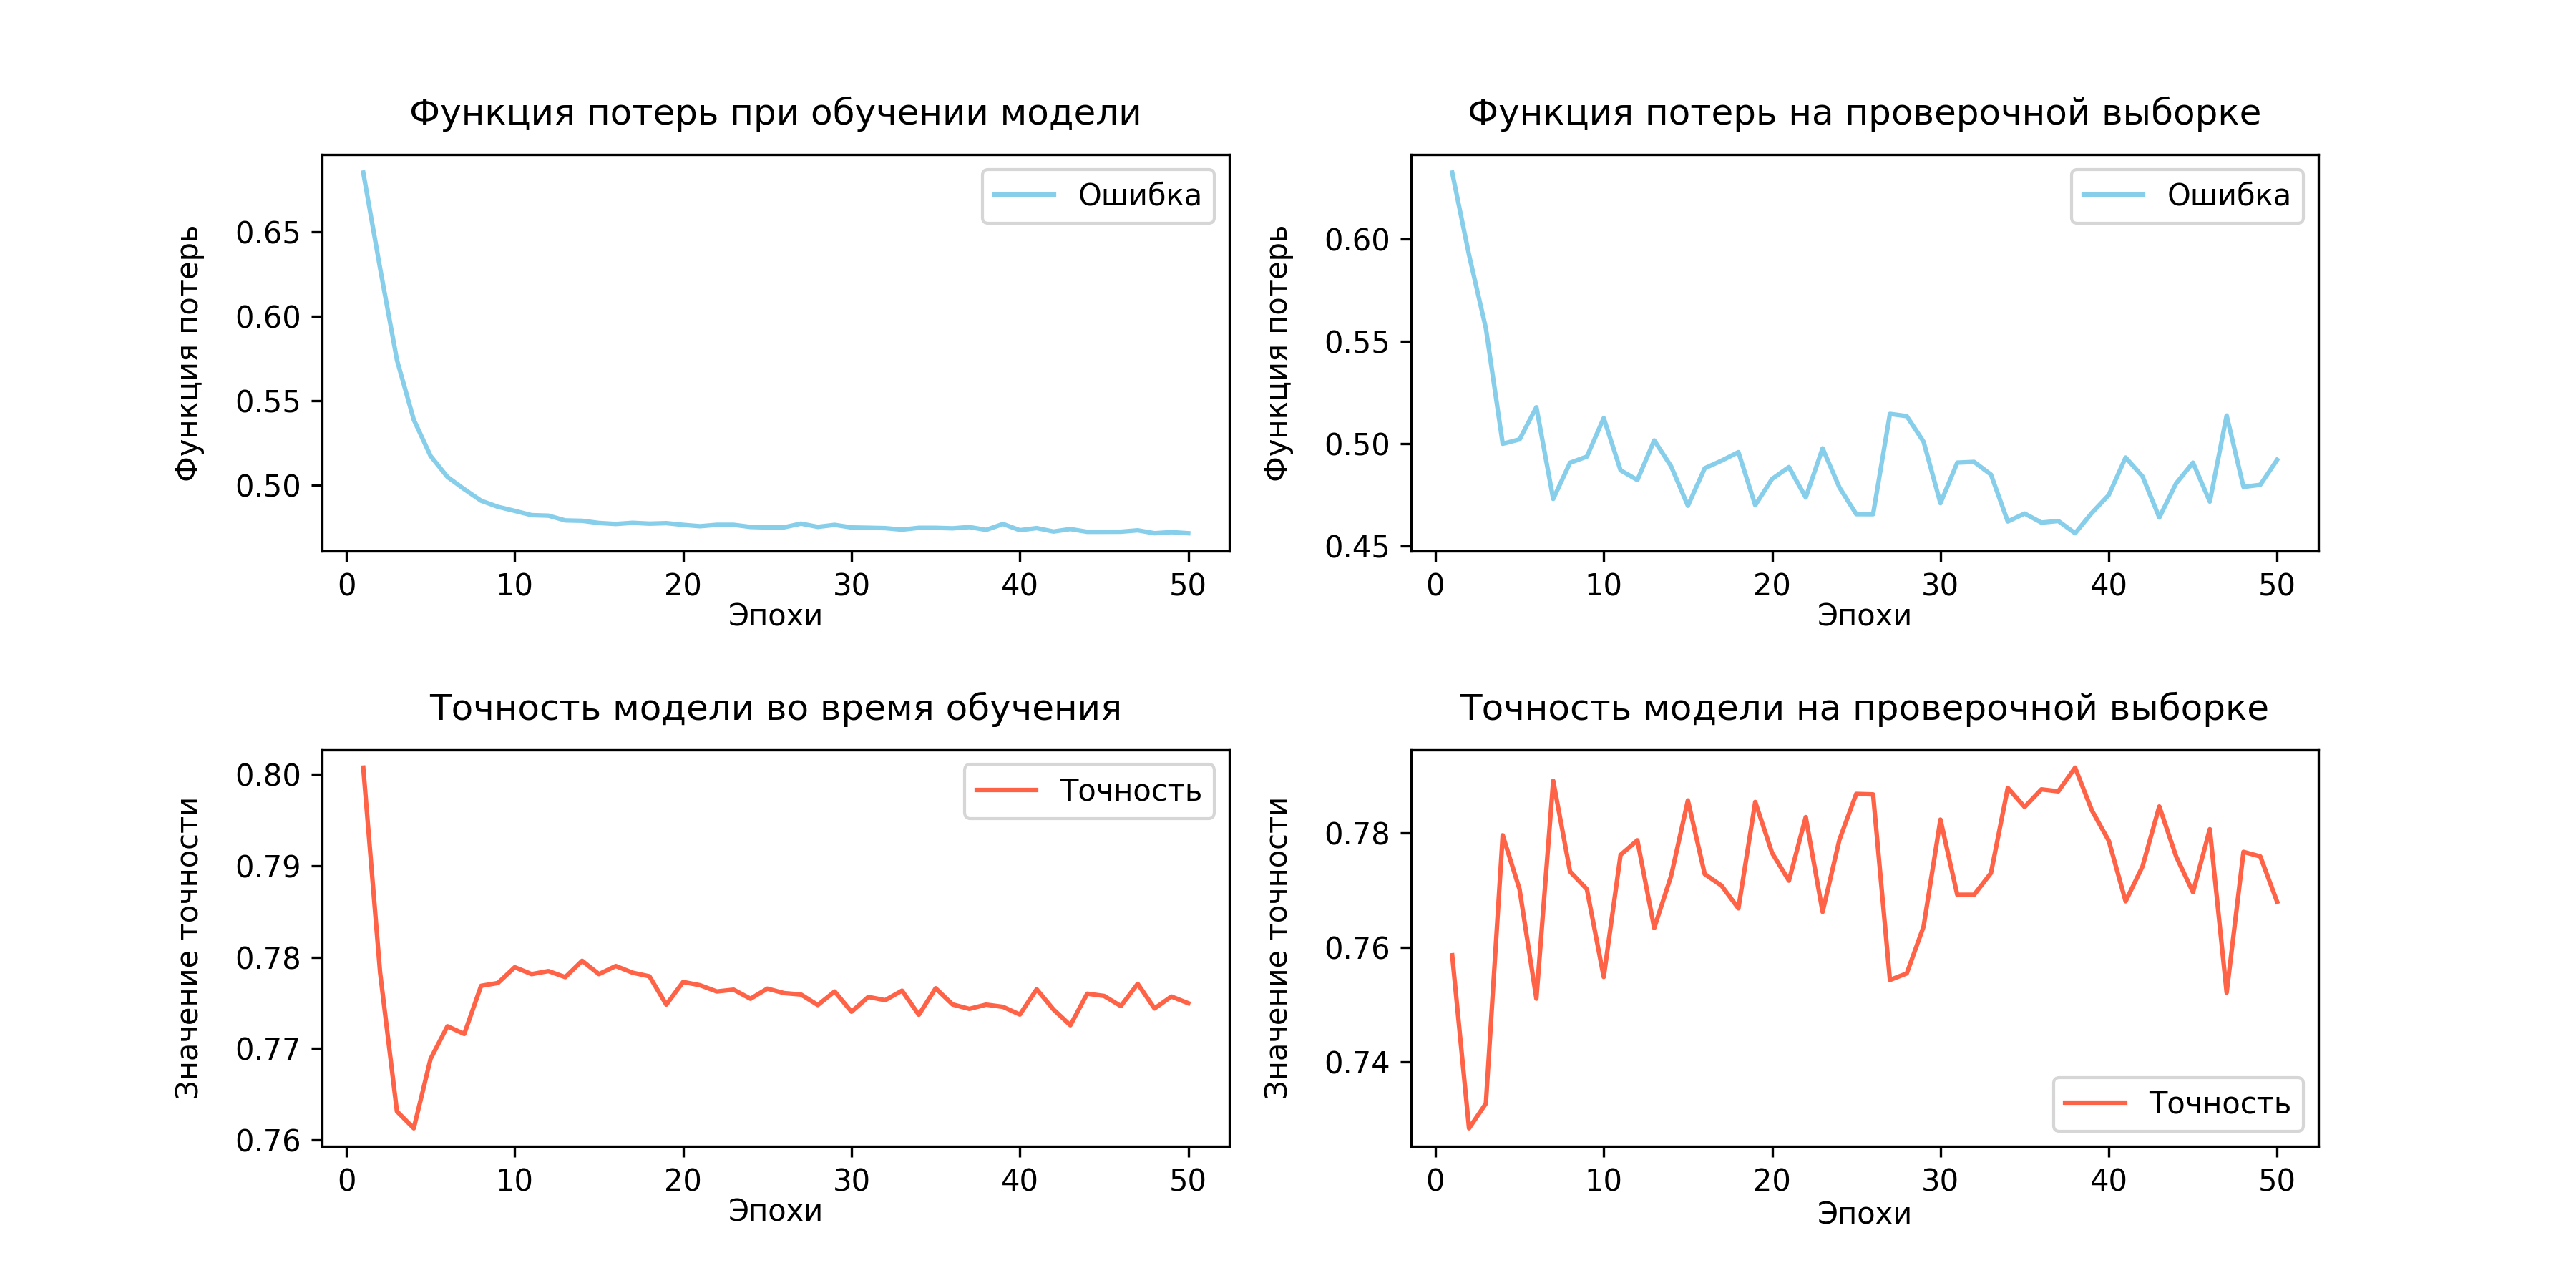 Функция потерь при обучении модели
Функция потерь
0.65
0.60
0.55
0.50
Ошибка
0 10 20 30 40 50
Эпохи
Функция потерь на проверочной выборке
Функция потерь
0.60
0.55
0.50
0.45
Ошибка
0 10 20 30 40 50
Эпохи
Точность модели во время обучения
Значение точности
0.80
0.79
0.78
0.77
0.76
Точность
0 10 20 30 40 50
Эпохи
Точность модели на проверочной выборке
Значение точности
0.78
0.76
0.74
Точность
0 10 20 30 40 50
Эпохи